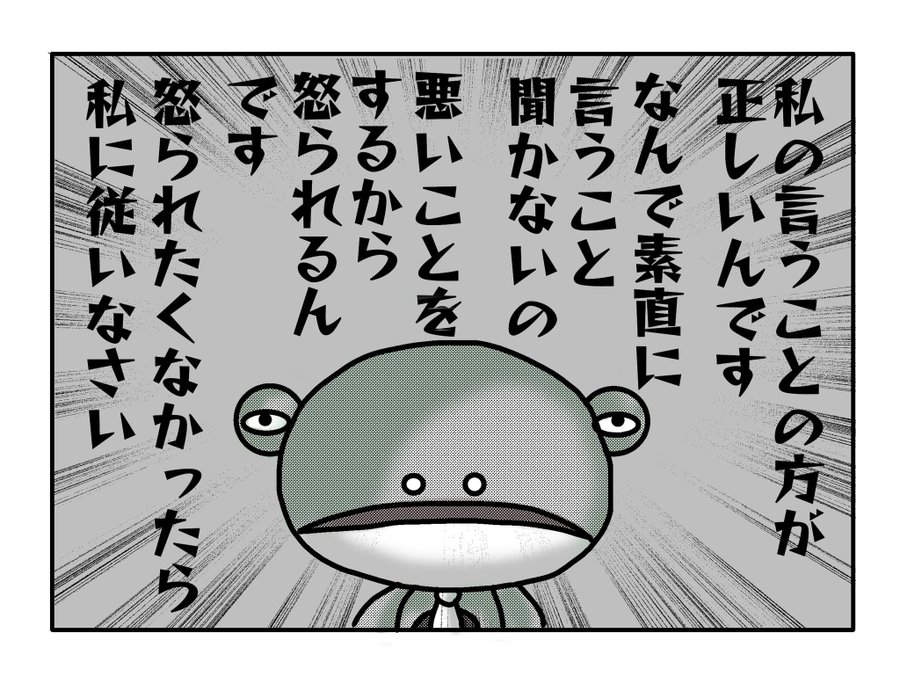 私の言うことの方が
正しいんです
なんで素直に
言うこと
聞かないの
悪いことを
するから
怒られるん
です
怒られたくなかったら
私に従いなさい